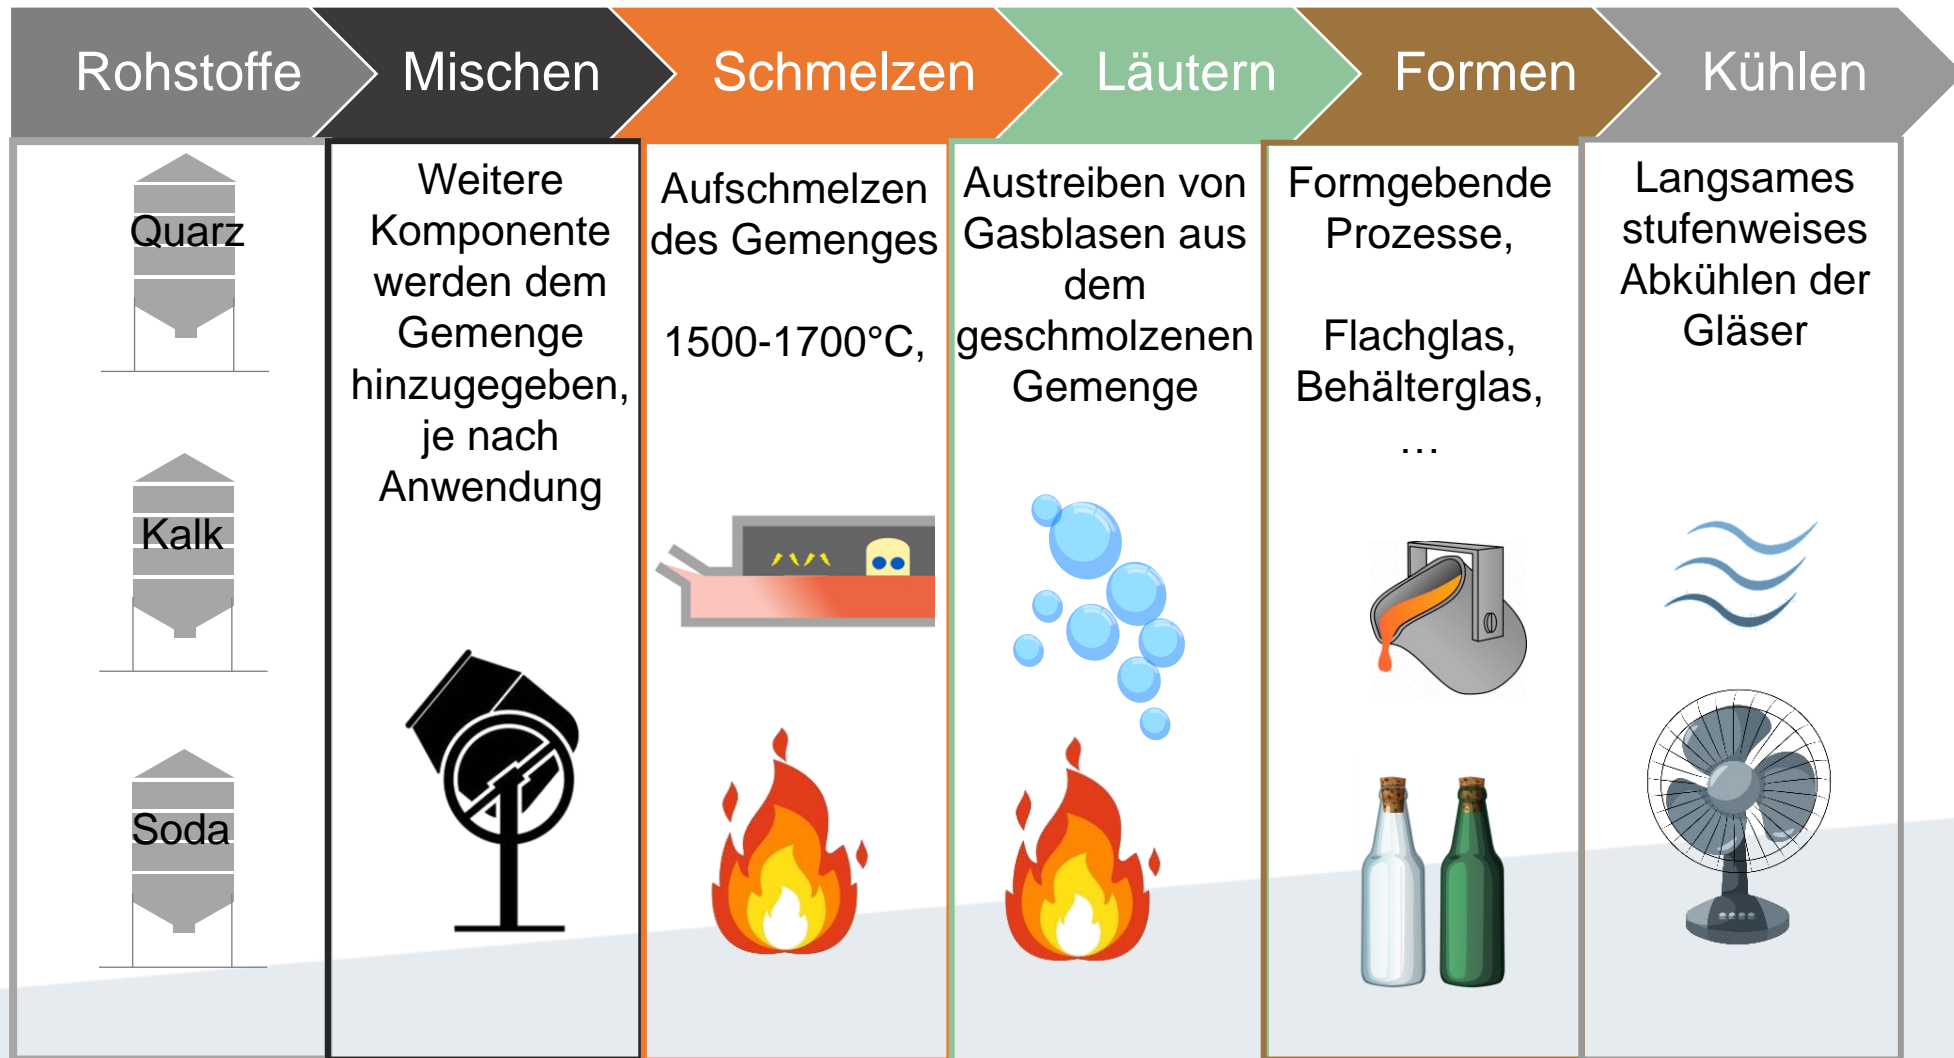 Rohstoffe
Mischen
Schmelzen
Läutern
Formen
Kühlen
Quarz
Kalk
Soda
Weitere
Komponente
werden dem
Gemenge
hinzugegeben,
je nach
Anwendung
Aufschmelzen
des Gemenges
1500-1700°C,
Austreiben von
Gasblasen aus
dem
geschmolzenen
Gemenge
Formgebende
Prozesse,
Flachglas,
Behälterglas,
…
Langsames
stufenweises
Abkühlen der
Gläser